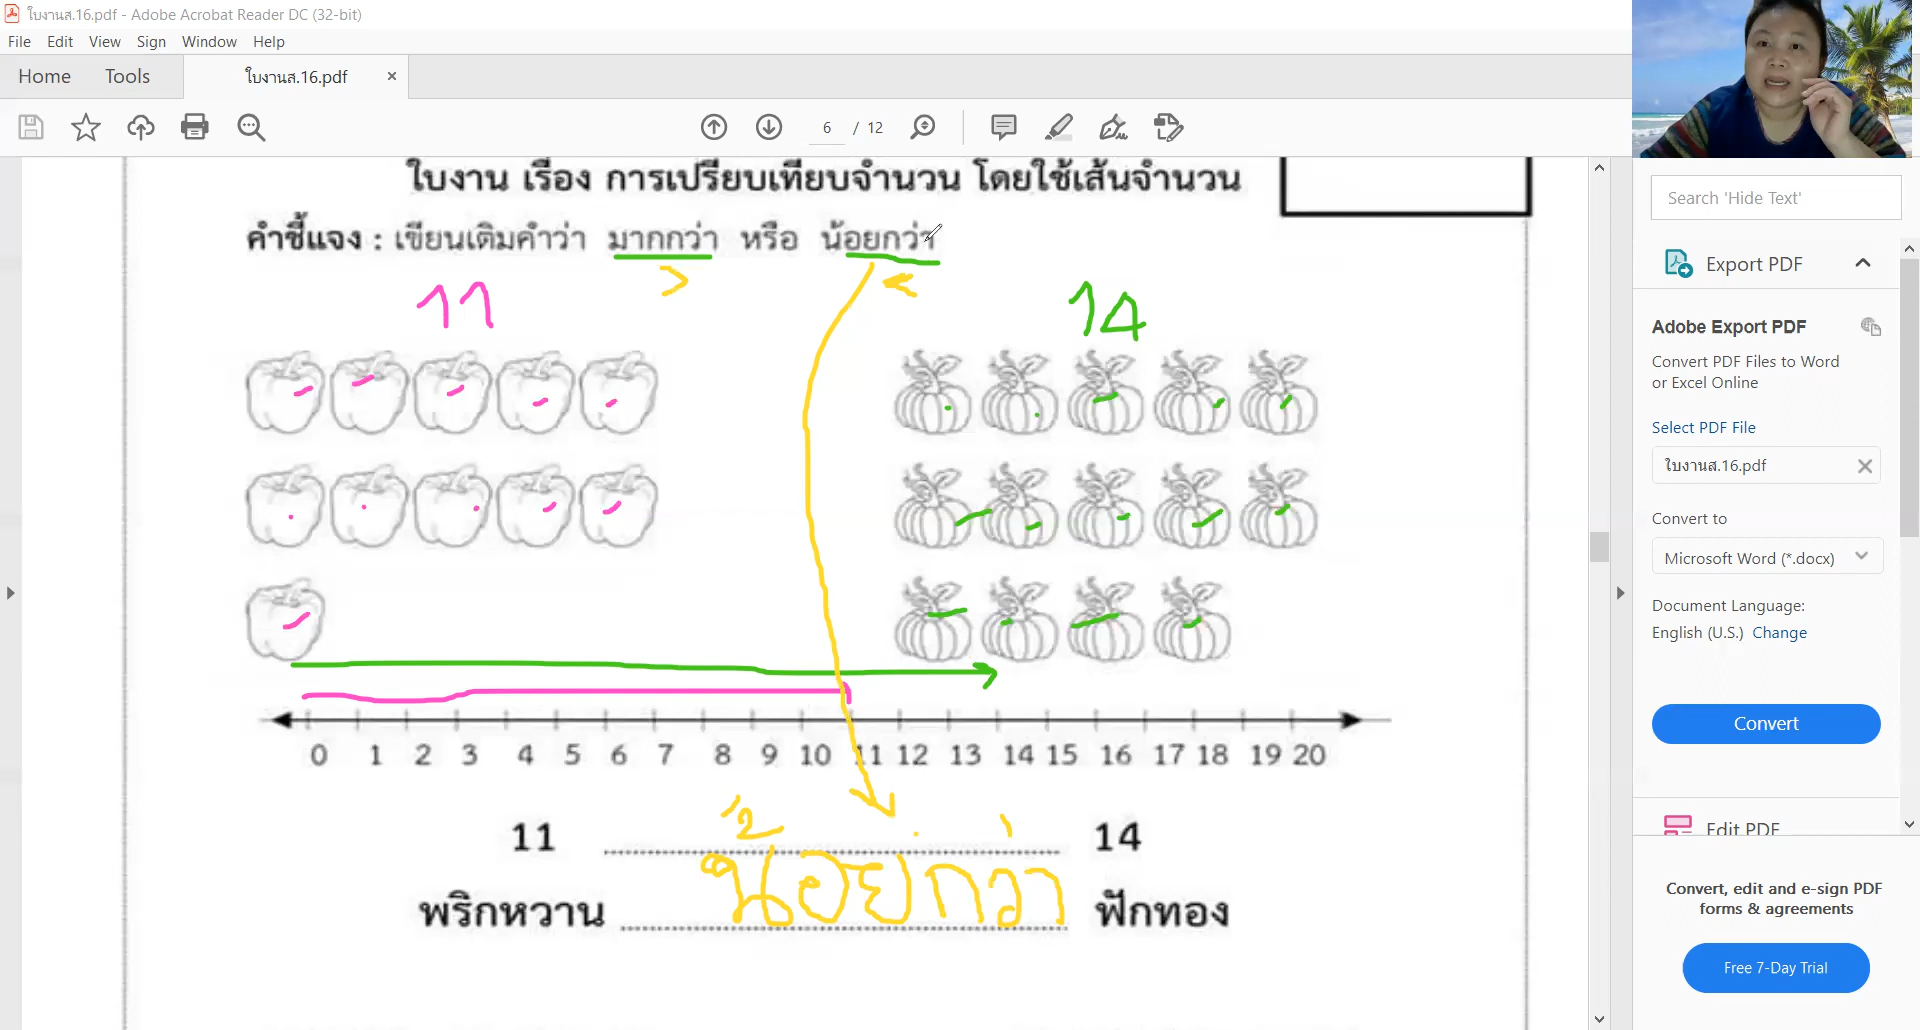 ใบงานส.16.pdf - Adobe Acrobat Reader DC (32-bit)
File Edit View Sign Window Help
Home Tools ใบงานส.16.pdf ×
6 / 12
Search 'Hide Text'
Export PDF
Adobe Export PDF
Convert PDF Files to Word
or Excel Online
Select PDF File
ใบงานส.16.pdf
Convert to
Microsoft Word (*.docx)
Document Language:
English (U.S.) Change
Convert
Edit PDF
Convert, edit and e-sign PDF
forms & agreements
Free 7-Day Trial
ใบงาน เรื่อง การเปรียบเทียบจำนวน โดยใช้เส้นจำนวน
คำชี้แจง : เขียนเติมคำว่า มากกว่า หรือ น้อยกว่า
> <
11 14
0 1 2 3 4 5 6 7 8 9 10 11 12 13 14 15 16 17 18 19 20
11 14
พริกหวาน น้อยกว่า ฟักทอง